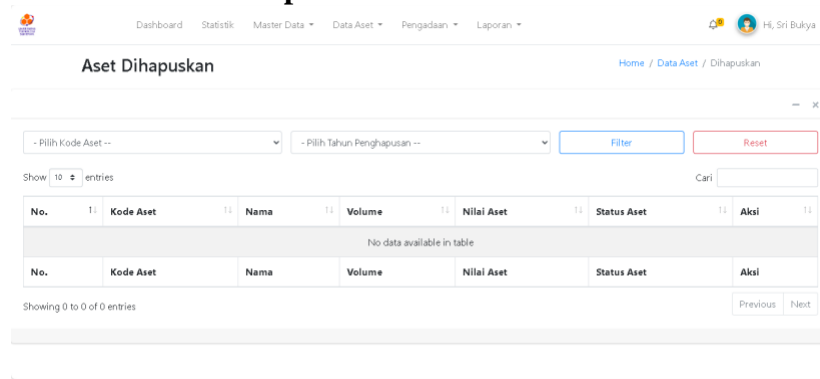 Dashboard Statistik Master Data Data Aset Pengadaan Laporan 0 Hi, Sri Bukya
Aset Dihapuskan Home / Data Aset / Dihapuskan
- Pilih Kode Aset -- - Pilih Tahun Penghapusan -- Filter Reset
Show 10 entries Cari
No. Kode Aset Nama Volume Nilai Aset Status Aset Aksi
No data available in table
No. Kode Aset Nama Volume Nilai Aset Status Aset Aksi
Showing 0 to 0 of 0 entries Previous Next